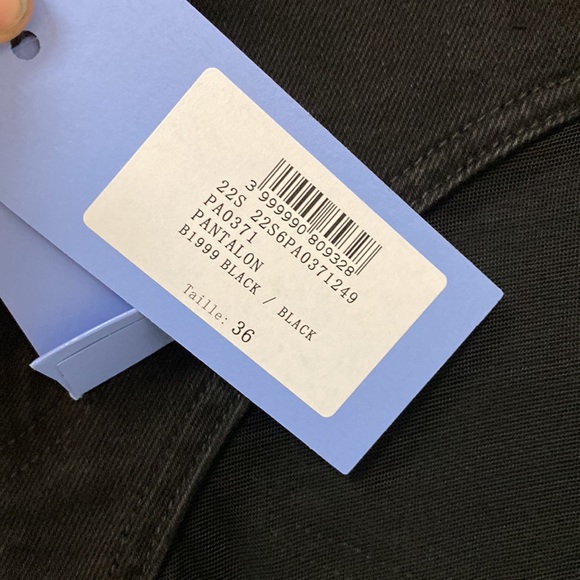 3 999990 809328
22S 22S6PA0371249
PA0371
PANTALON
B1999 BLACK / BLACK
Taille: 36